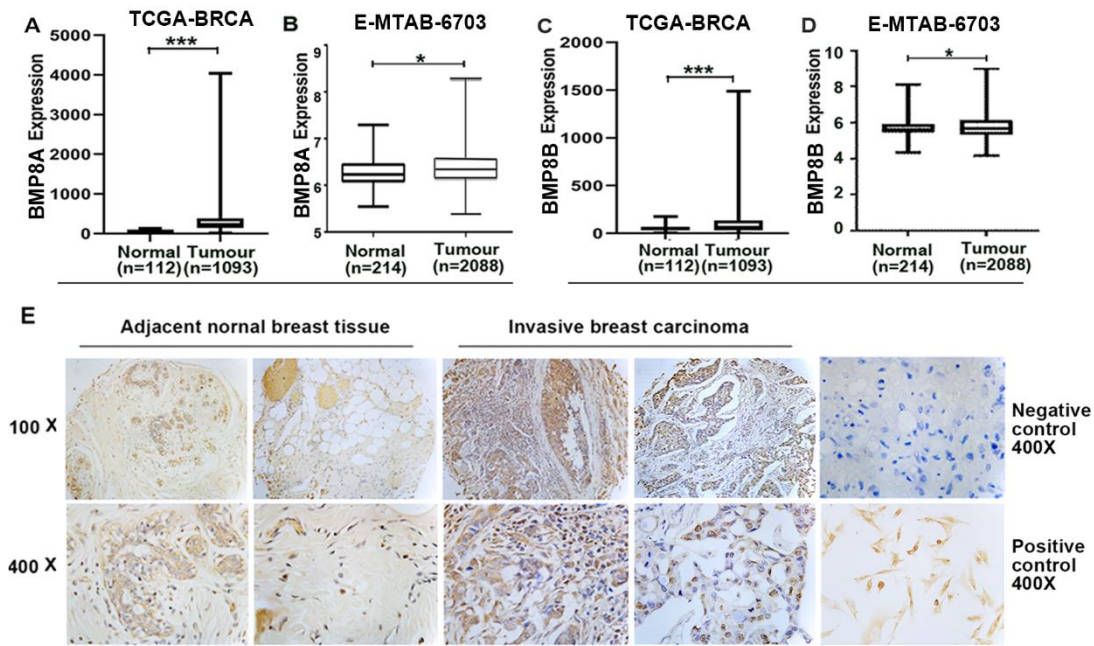 A
TCGA-BRCA
BMP8A Expression
5000
4000
3000
2000
1000
0
***
Normal
(n=112)
Tumour
(n=1093)
B
E-MTAB-6703
BMP8A Expression
9
8
7
6
5
*
Normal
(n=214)
Tumour
(n=2088)
C
TCGA-BRCA
BMP8B Expression
2000
1500
1000
500
0
***
Normal
(n=112)
Tumour
(n=1093)
D
E-MTAB-6703
BMP8B Expression
10
8
6
4
2
0
*
Normal
(n=214)
Tumour
(n=2088)
E
Adjacent normal breast tissue
Invasive breast carcinoma
100 X
Negative
control
400X
400 X
Positive
control
400X